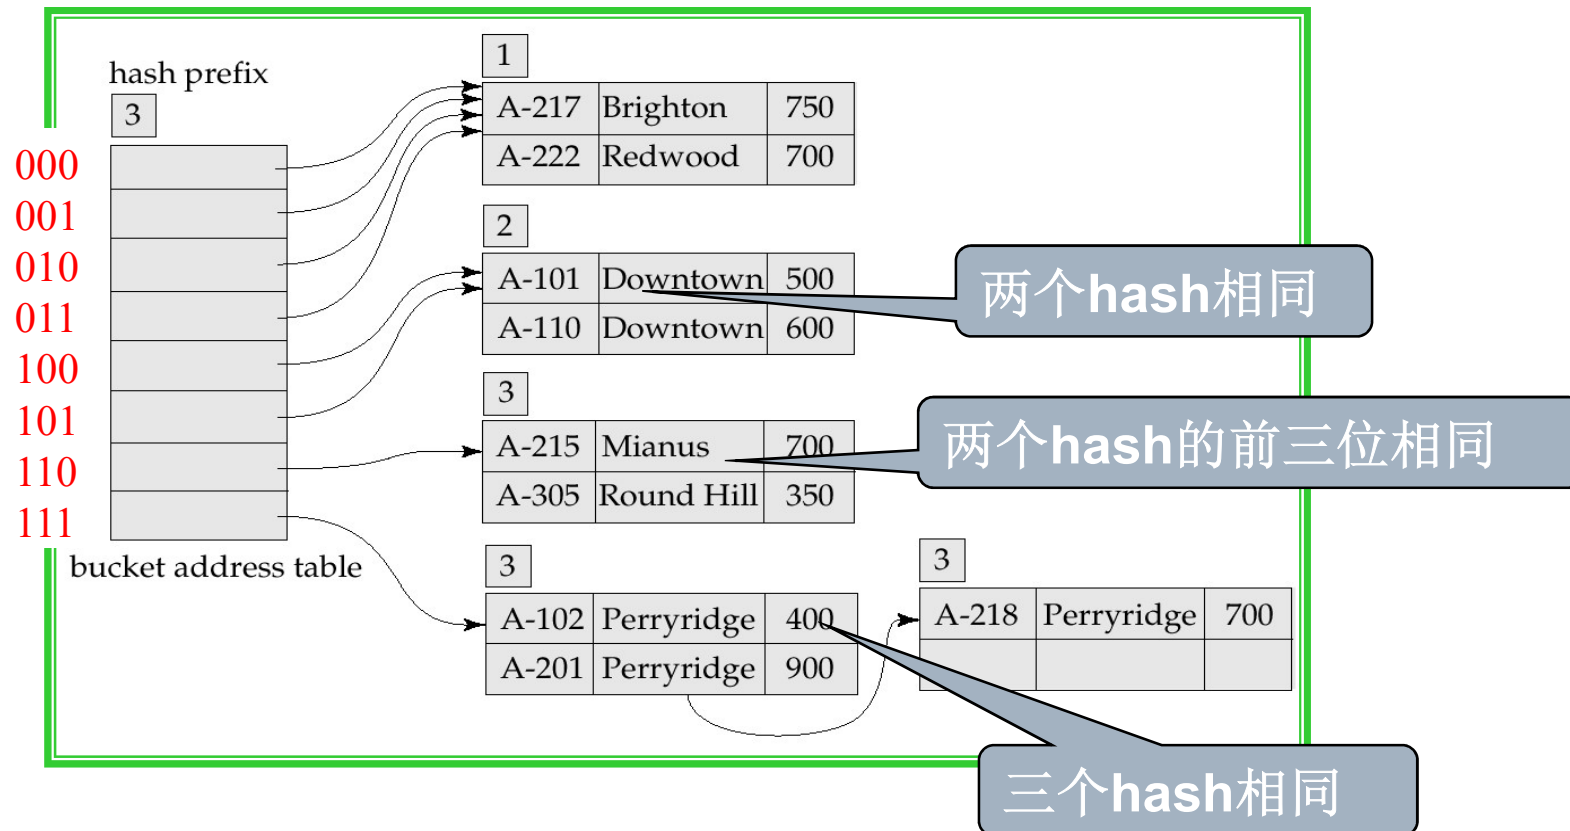 hash prefix
3
000
001
010
011
100
101
110
111
bucket address table
1
A-217 Brighton 750
A-222 Redwood 700
2
A-101 Downtown 500
A-110 Downtown 600
两个hash相同
3
A-215 Mianus 700
A-305 Round Hill 350
两个hash的前三位相同
3
A-102 Perryridge 400
A-201 Perryridge 900
3
A-218 Perryridge 700
三个hash相同